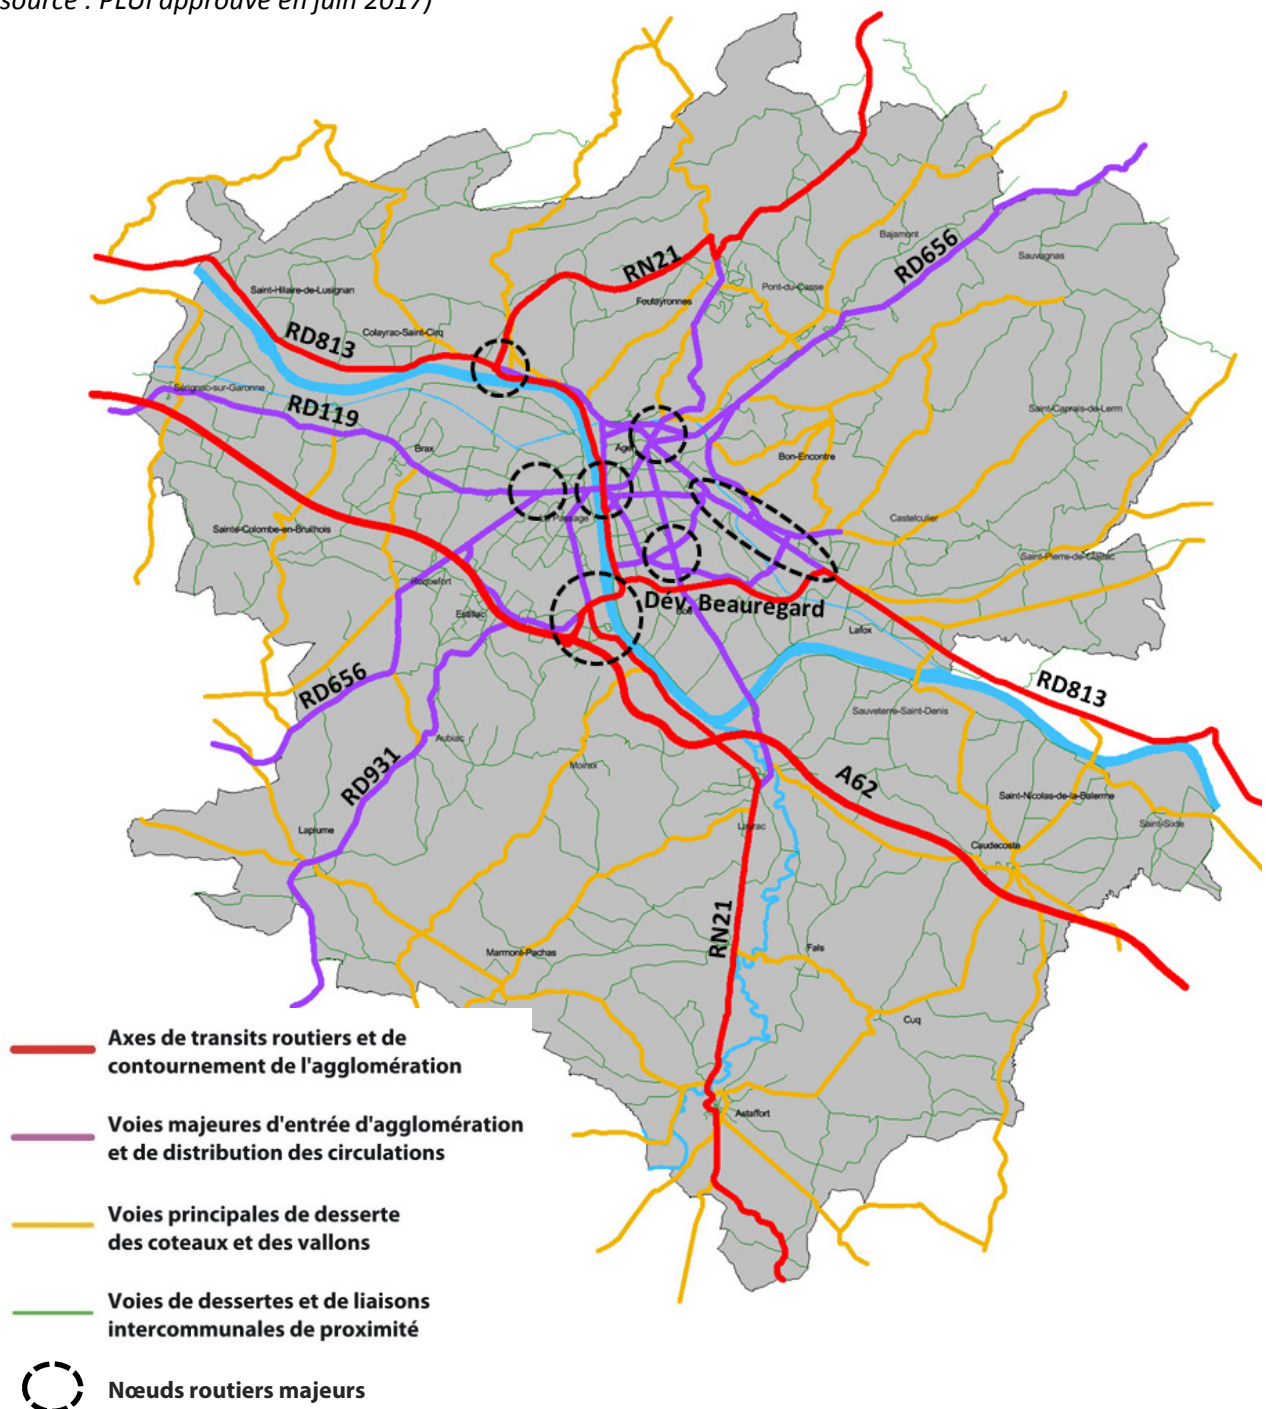 source : PLUi approuvé en juin 2017)
RN21
Bajamont
RD656
Sauvagnas
Saint-Hilaire-de-Lusignan
Pont-du-Casse
Foulayronnes
RD813
Colayrac-Saint-Cirq
Sérignac-sur-Garonne
RD119
Saint-Caprais-de-Lerm
Brax
Agen
Bon-Encontre
Sainte-Colombe-en-Bruilhois
Le Passage
Castelculier
Saint-Pierre-de-Clairac
Roquefort
Estillac
Dév. Beauregard
Boé
Lafox
RD656
RD813
Sauveterre-Saint-Denis
Aubiac
RD931
Moirax
A62
Saint-Nicolas-de-la-Balerme
Saint-Sixte
Laplume
Layrac
Caudecoste
RN21
Marmont-Pachas
Fals
Cuq
Astaffort
Axes de transits routiers et de
contournement de l'agglomération
Voies majeures d'entrée d'agglomération
et de distribution des circulations
Voies principales de desserte
des coteaux et des vallons
Voies de dessertes et de liaisons
intercommunales de proximité
Nœuds routiers majeurs